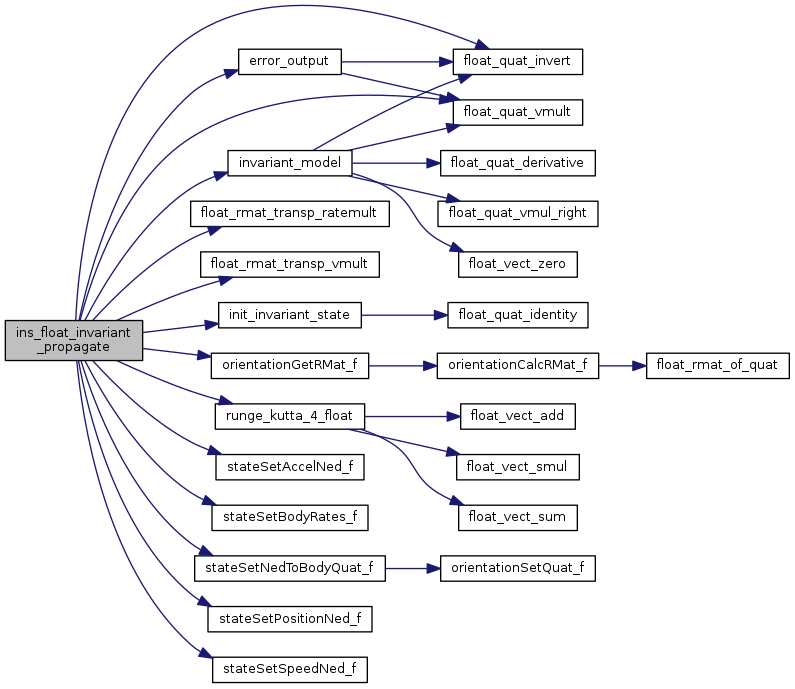 error_output
float_quat_invert
float_quat_vmult
invariant_model
float_quat_derivative
float_rmat_transp_ratemult
float_quat_vmul_right
float_rmat_transp_vmult
float_vect_zero
init_invariant_state
float_quat_identity
ins_float_invariant
_propagate
orientationGetRMat_f
orientationCalcRMat_f
float_rmat_of_quat
runge_kutta_4_float
float_vect_add
stateSetAccelNed_f
float_vect_smul
stateSetBodyRates_f
float_vect_sum
stateSetNedToBodyQuat_f
orientationSetQuat_f
stateSetPositionNed_f
stateSetSpeedNed_f